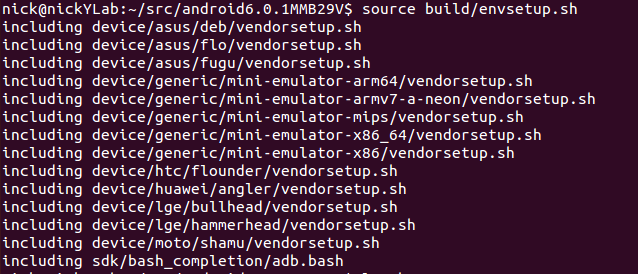 nick@nickYLab:~/src/android6.0.1MMB29V$ source build/envsetup.sh
including device/asus/deb/vendorsetup.sh
including device/asus/flo/vendorsetup.sh
including device/asus/fugu/vendorsetup.sh
including device/generic/mini-emulator-arm64/vendorsetup.sh
including device/generic/mini-emulator-armv7-a-neon/vendorsetup.sh
including device/generic/mini-emulator-mips/vendorsetup.sh
including device/generic/mini-emulator-x86_64/vendorsetup.sh
including device/generic/mini-emulator-x86/vendorsetup.sh
including device/htc/flounder/vendorsetup.sh
including device/huawei/angler/vendorsetup.sh
including device/lge/bullhead/vendorsetup.sh
including device/lge/hammerhead/vendorsetup.sh
including device/moto/shamu/vendorsetup.sh
including sdk/bash_completion/adb.bash